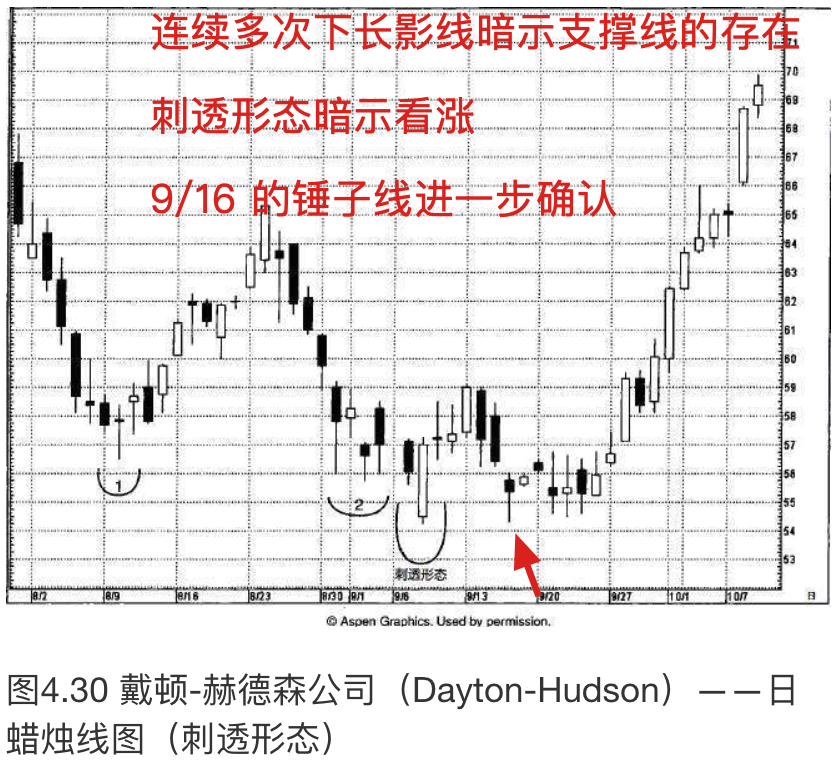 连续多次下长影线暗示支撑线的存在
71
70
刺透形态暗示看涨
69
68
67
9/16 的锤子线进一步确认
66
65
64
63
62
61
60
59
58
57
56
55
54
53
1
2
刺透形态
8/2 8/9 8/16 8/23 8/30 9/1 9/6 9/13 9/20 9/27 10/1 10/7 日
© Aspen Graphics. Used by permission.
图4.30 戴顿-赫德森公司（Dayton-Hudson）——日
蜡烛线图（刺透形态）